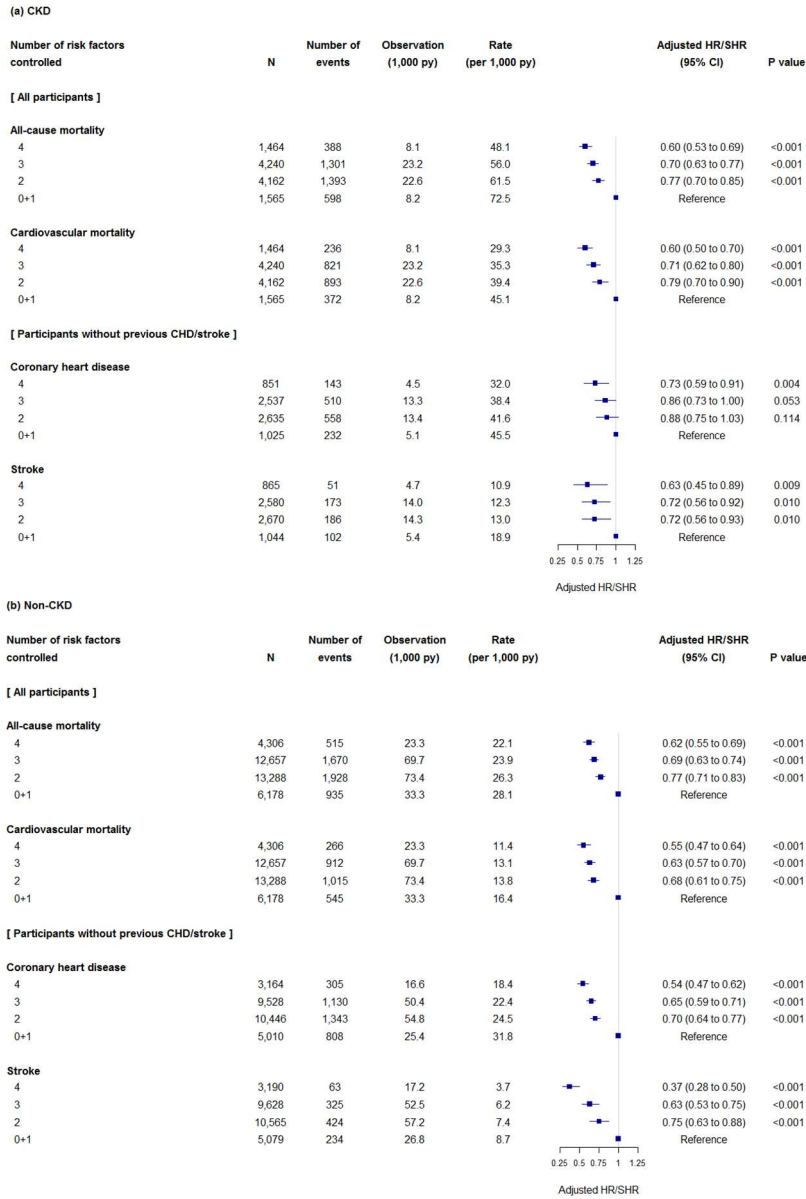 (a) CKD
Number of risk factors Number of Observation Rate Adjusted HR/SHR
controlled N events (1,000 py) (per 1,000 py) (95% CI) P value
[ All participants ]
All-cause mortality
4 1,464 388 8.1 48.1 0.60 (0.53 to 0.69) <0.001
3 4,240 1,301 23.2 56.0 0.70 (0.63 to 0.77) <0.001
2 4,162 1,393 22.6 61.5 0.77 (0.70 to 0.85) <0.001
0+1 1,565 598 8.2 72.5 Reference
Cardiovascular mortality
4 1,464 236 8.1 29.3 0.60 (0.50 to 0.70) <0.001
3 4,240 821 23.2 35.3 0.71 (0.62 to 0.80) <0.001
2 4,162 893 22.6 39.4 0.79 (0.70 to 0.90) <0.001
0+1 1,565 372 8.2 45.1 Reference
[ Participants without previous CHD/stroke ]
Coronary heart disease
4 851 143 4.5 32.0 0.73 (0.59 to 0.91) 0.004
3 2,537 510 13.3 38.4 0.86 (0.73 to 1.00) 0.053
2 2,635 558 13.4 41.6 0.88 (0.75 to 1.03) 0.114
0+1 1,025 232 5.1 45.5 Reference
Stroke
4 865 51 4.7 10.9 0.63 (0.45 to 0.89) 0.009
3 2,580 173 14.0 12.3 0.72 (0.56 to 0.92) 0.010
2 2,670 186 14.3 13.0 0.72 (0.56 to 0.93) 0.010
0+1 1,044 102 5.4 18.9 Reference
0.25 0.5 0.75 1 1.25
Adjusted HR/SHR
(b) Non-CKD
Number of risk factors Number of Observation Rate Adjusted HR/SHR
controlled N events (1,000 py) (per 1,000 py) (95% CI) P value
[ All participants ]
All-cause mortality
4 4,306 515 23.3 22.1 0.62 (0.55 to 0.69) <0.001
3 12,657 1,670 69.7 23.9 0.69 (0.63 to 0.74) <0.001
2 13,288 1,928 73.4 26.3 0.77 (0.71 to 0.83) <0.001
0+1 6,178 935 33.3 28.1 Reference
Cardiovascular mortality
4 4,306 266 23.3 11.4 0.55 (0.47 to 0.64) <0.001
3 12,657 912 69.7 13.1 0.63 (0.57 to 0.70) <0.001
2 13,288 1,015 73.4 13.8 0.68 (0.61 to 0.75) <0.001
0+1 6,178 545 33.3 16.4 Reference
[ Participants without previous CHD/stroke ]
Coronary heart disease
4 3,164 305 16.6 18.4 0.54 (0.47 to 0.62) <0.001
3 9,528 1,130 50.4 22.4 0.65 (0.59 to 0.71) <0.001
2 10,446 1,343 54.8 24.5 0.70 (0.64 to 0.77) <0.001
0+1 5,010 808 25.4 31.8 Reference
Stroke
4 3,190 63 17.2 3.7 0.37 (0.28 to 0.50) <0.001
3 9,628 325 52.5 6.2 0.63 (0.53 to 0.75) <0.001
2 10,565 424 57.2 7.4 0.75 (0.63 to 0.88) <0.001
0+1 5,079 234 26.8 8.7 Reference
0.25 0.5 0.75 1 1.25
Adjusted HR/SHR